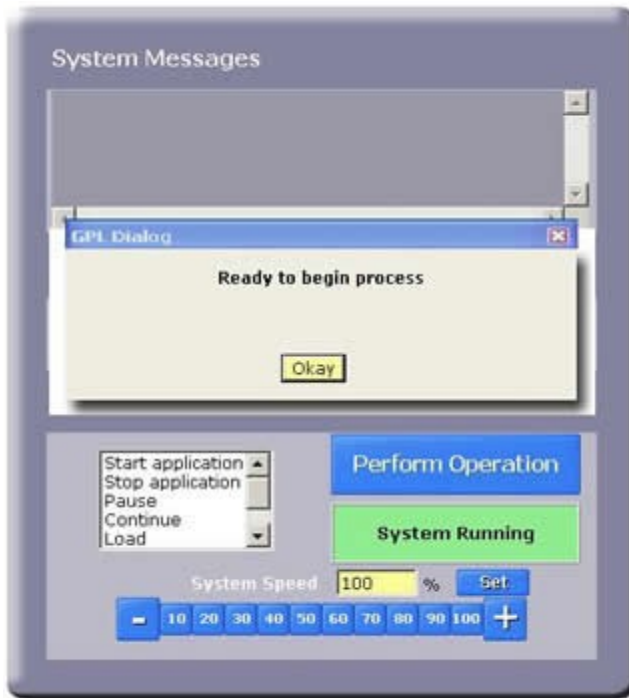 System Messages
GPL Dialog
Ready to begin process
Okay
Start application
Stop application
Pause
Continue
Load
Perform Operation
System Running
System Speed 100 % Set
- 10 20 30 40 50 60 70 80 90 100 +